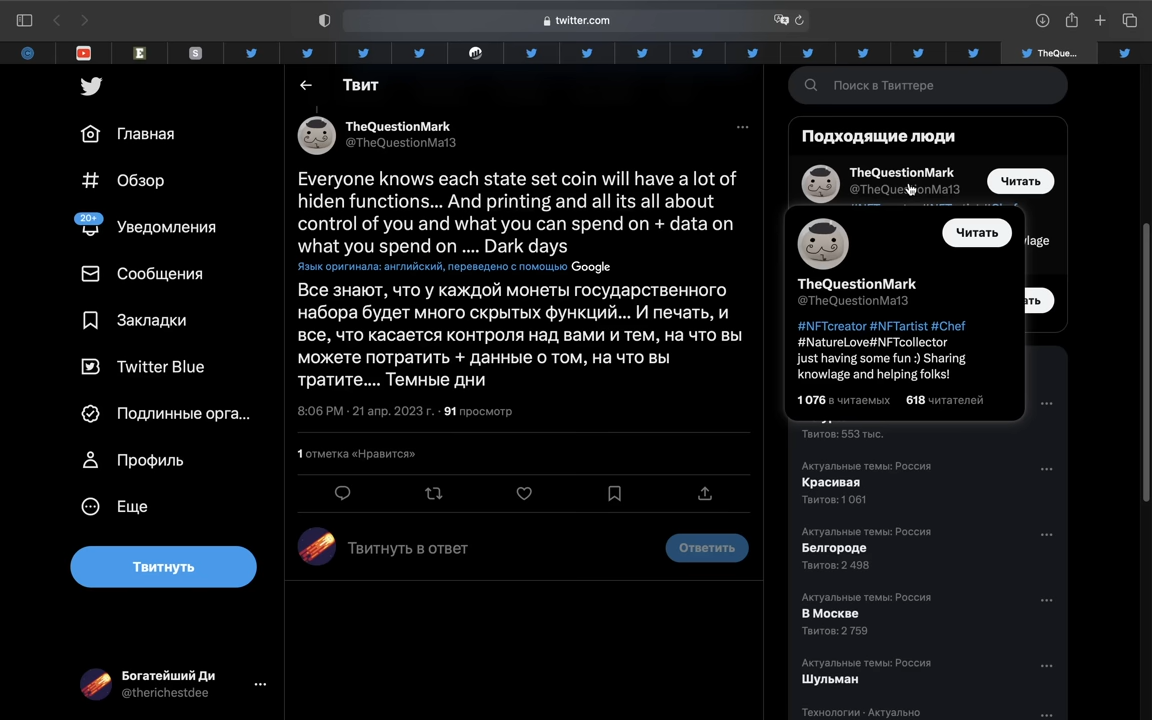 twitter.com
TheQue...
Главная
Обзор
20+
Уведомления
Сообщения
Закладки
Twitter Blue
Подлинные орга...
Профиль
Еще
Твитнуть
Богатейший Ди
@therichestdee
Твит
TheQuestionMark
@TheQuestionMa13
Everyone knows each state set coin will have a lot of
hiden functions... And printing and all its all about
control of you and what you can spend on + data on
what you spend on .... Dark days
Язык оригинала: английский, переведено с помощью Google
Все знают, что у каждой монеты государственного
набора будет много скрытых функций... И печать, и
все, что касается контроля над вами и тем, на что вы
можете потратить + данные о том, на что вы
тратите.... Темные дни
8:06 PM · 21 апр. 2023 г. · 91 просмотр
1 отметка «Нравится»
Твитнуть в ответ
Ответить
Поиск в Твиттере
Подходящие люди
TheQuestionMark
@TheQuestionMa13
Читать
Читать
TheQuestionMark
@TheQuestionMa13
#NFTcreator #NFTartist #Chef
#NatureLove#NFTcollector
just having some fun :) Sharing
knowlage and helping folks!
1 076 в читаемых 618 читателей
Твитов: 553 тыс.
Актуальные темы: Россия
Красивая
Твитов: 1 061
Актуальные темы: Россия
Белгороде
Твитов: 2 498
Актуальные темы: Россия
В Москве
Твитов: 2 759
Актуальные темы: Россия
Шульман
Технологии · Актуально